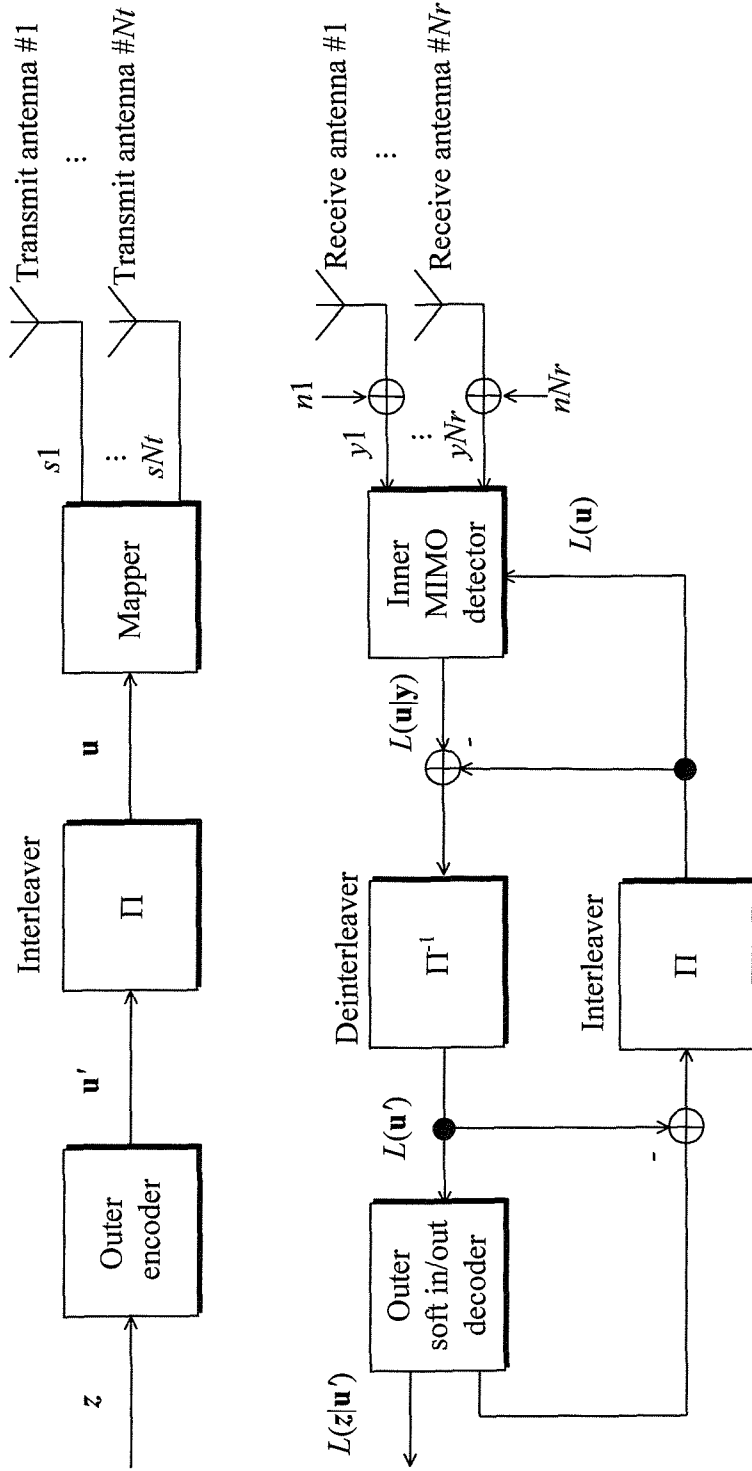 z
Outer
encoder
u'
Interleaver
Π
u
Mapper
s1
⋮
sNt
Transmit antenna #1
⋮
Transmit antenna #Nt
L(z|u')
Outer
soft in/out
decoder
L(u')
Deinterleaver
Π-1
L(u|y)
-
Inner
MIMO
detector
y1
⋮
yNr
n1
nNr
Receive antenna #1
⋮
Receive antenna #Nr
-
Interleaver
Π
L(u)